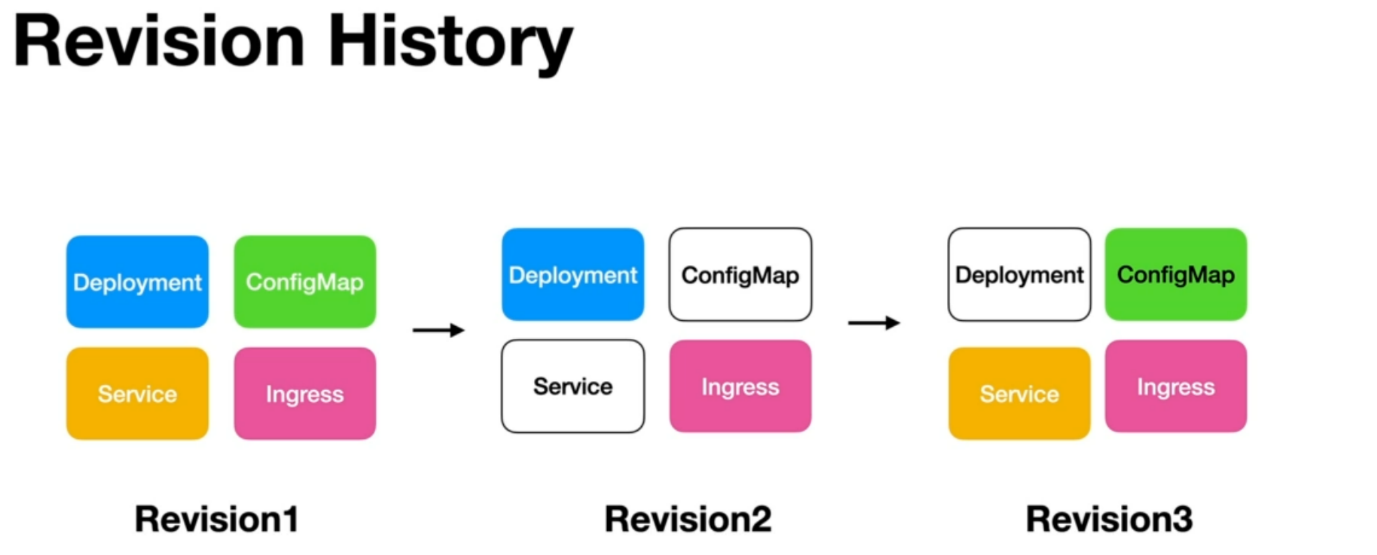 Revision History
Deployment ConfigMap
Service Ingress
Revision1
Deployment ConfigMap
Service Ingress
Revision2
Deployment ConfigMap
Service Ingress
Revision3